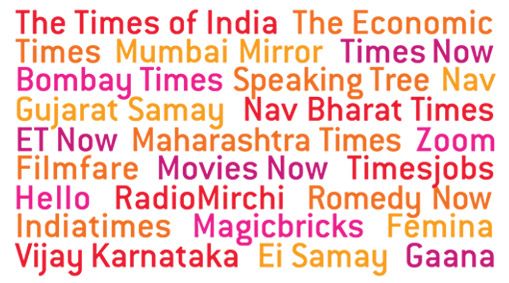 The Times of India The Economic
Times Mumbai Mirror Times Now
Bombay Times Speaking Tree Nav
Gujarat Samay Nav Bharat Times
ET Now Maharashtra Times Zoom
Filmfare Movies Now Timesjobs
Hello RadioMirchi Romedy Now
Indiatimes Magicbricks Femina
Vijay Karnataka Ei Samay Gaana